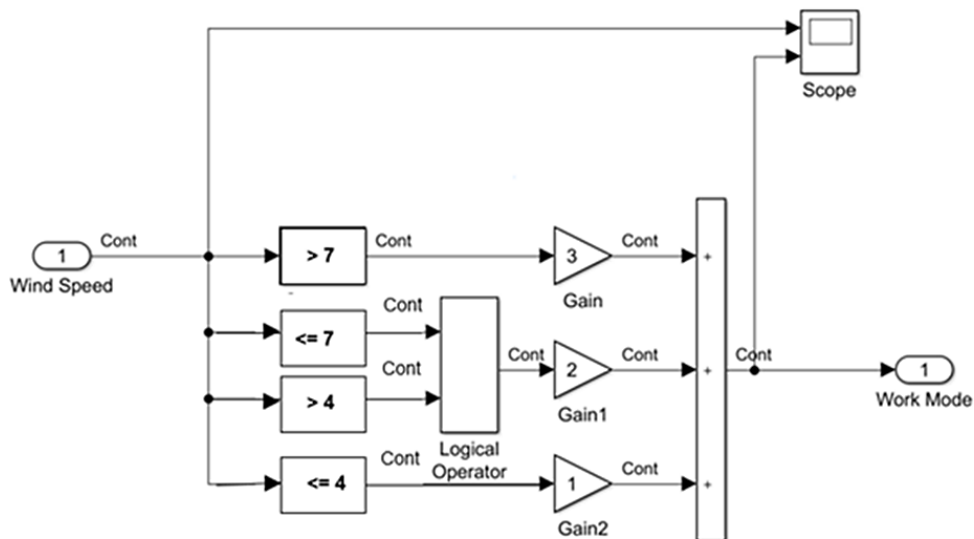 Scope
1
Cont
Wind Speed
> 7
Cont
3
Cont
+
Gain
<= 7
Cont
> 4
Cont
Logical
Operator
Cont
2
Cont
+
Gain1
Cont
1
Work Mode
<= 4
Cont
1
Cont
+
Gain2